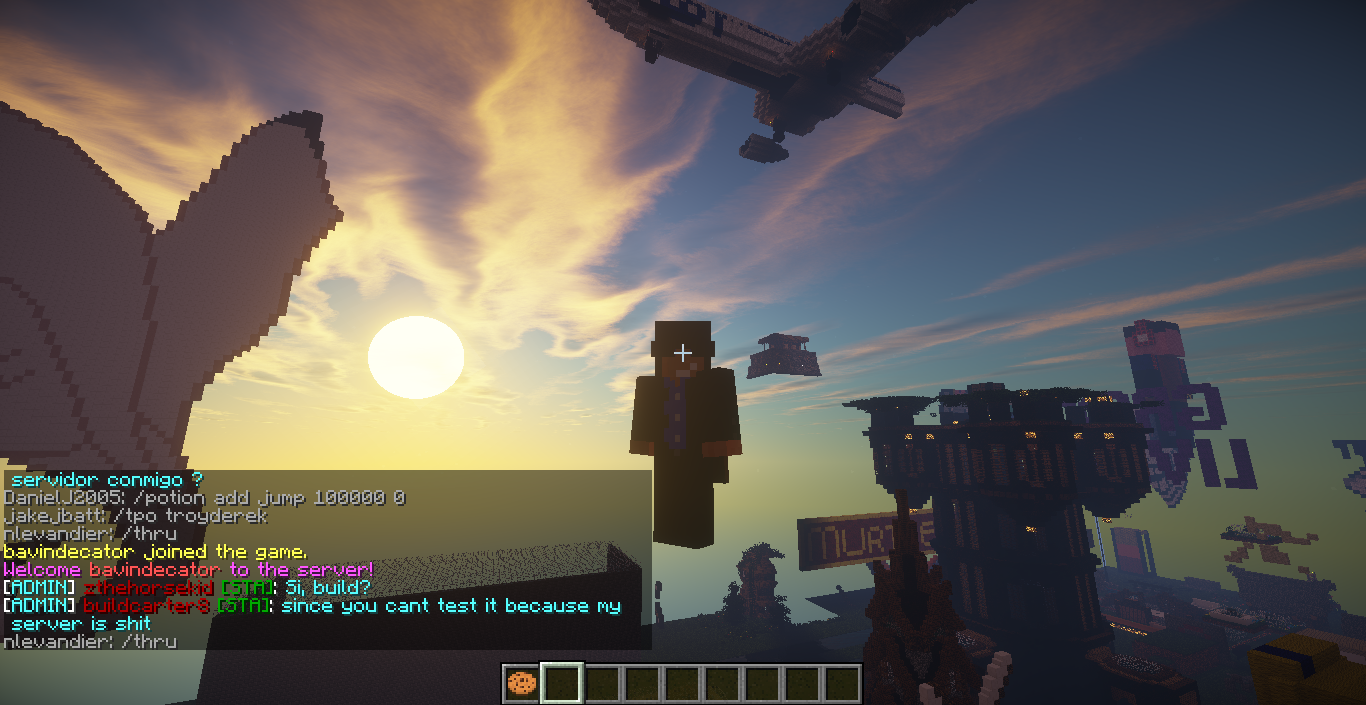 servidor conmigo ?
DanielJ2005: /potion add jump 100000 0
jakejbatt: /tpo troyderek
nlevandier: /thru
bavindecator joined the game.
Welcome bavindecator to the server!
[ADMIN] zthehorsekid [STA]: Si, build?
[ADMIN] buildcarter8 [STA]: since you cant test it because my
server is shit
nlevandier: /thru